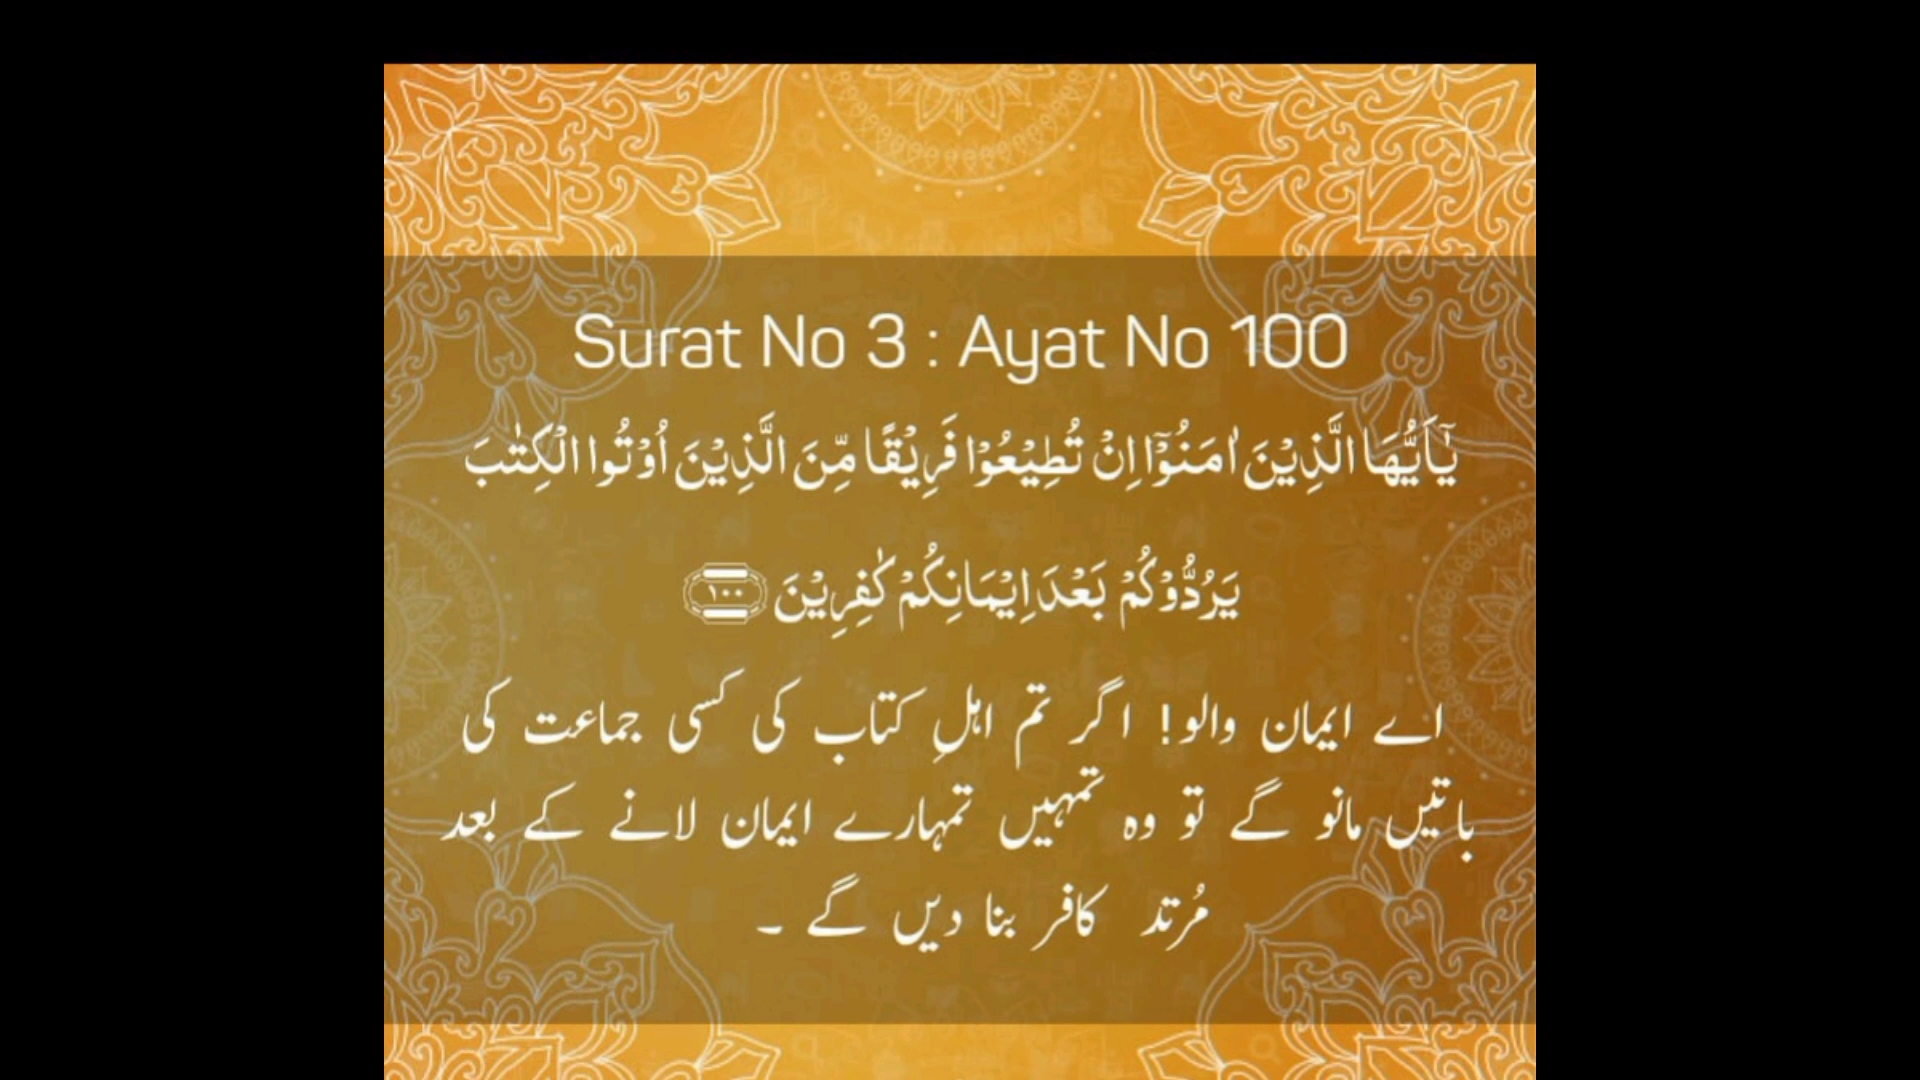 Surat No 3 : Ayat No 100
يٰۤاَيُّهَا الَّذِيْنَ اٰمَنُوْۤا اِنْ تُطِيْعُوْا فَرِيْقًا مِّنَ الَّذِيْنَ اُوْتُوا الْكِتٰبَ
يَرُدُّوْكُمْ بَعْدَ اِيْمَانِكُمْ كٰفِرِيْنَ ١٠٠
اے ایمان والو! اگر تم اہلِ کتاب کی کسی جماعت کی
باتیں مانو گے تو وہ تمہیں تمہارے ایمان لانے کے بعد
مُرتد کافر بنا دیں گے ۔